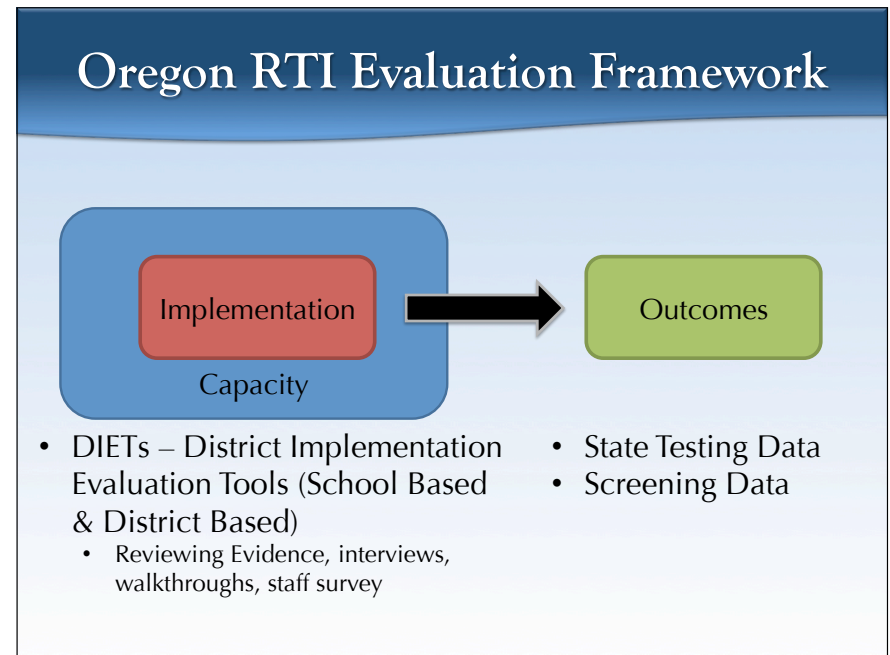 Oregon RTI Evaluation Framework
Implementation
Capacity
Outcomes
• DIETs – District Implementation
Evaluation Tools (School Based
& District Based)
• Reviewing Evidence, interviews,
walkthroughs, staff survey
• State Testing Data
• Screening Data